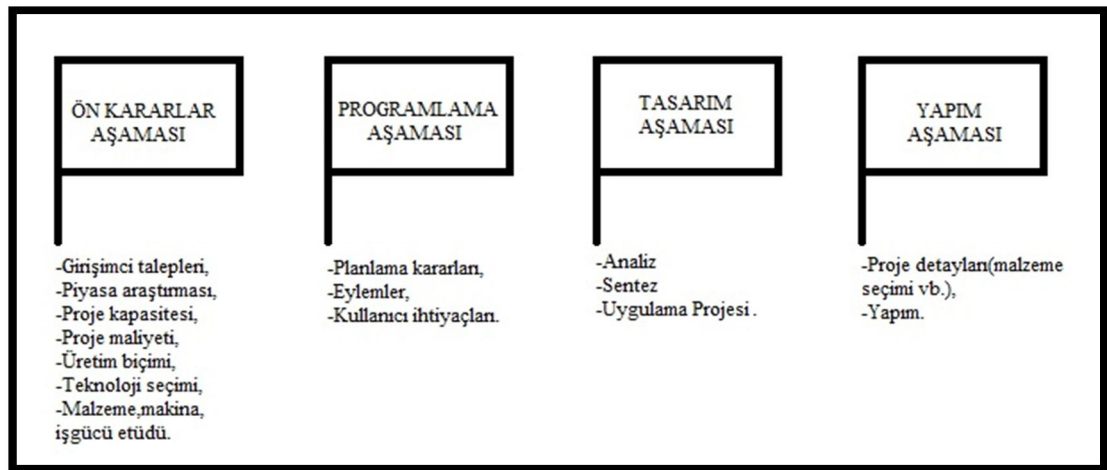 ÖN KARARLAR
AŞAMASI
-Girişimci talepleri,
-Piyasa araştırması,
-Proje kapasitesi,
-Proje maliyeti,
-Üretim biçimi,
-Teknoloji seçimi,
-Malzeme,makina,
işgücü etüdü.
PROGRAMLAMA
AŞAMASI
-Planlama kararları,
-Eylemler,
-Kullanıcı ihtiyaçları.
TASARIM
AŞAMASI
-Analiz
-Sentez
-Uygulama Projesi.
YAPIM
AŞAMASI
-Proje detayları(malzeme
seçimi vb.),
-Yapım.